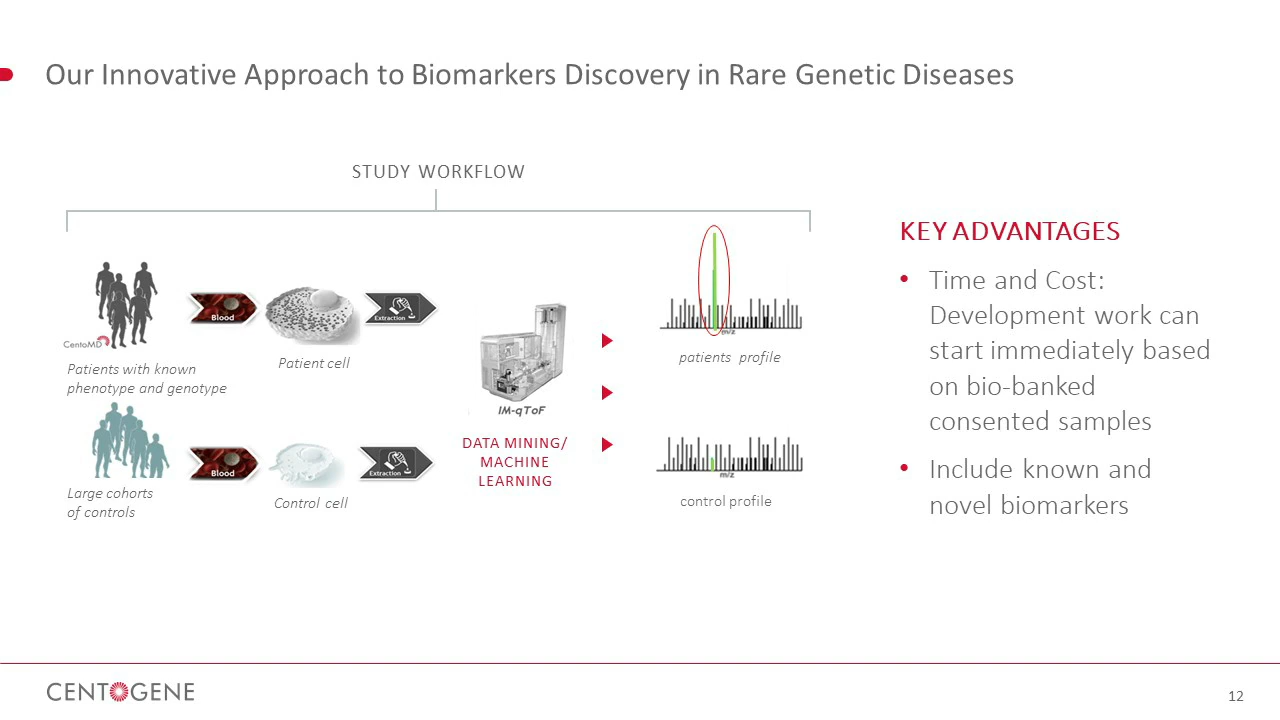 Our Innovative Approach to Biomarkers Discovery in Rare Genetic Diseases
STUDY WORKFLOW
CentoMD
Patients with known
phenotype and genotype
Blood
Patient cell
Extraction
Large cohorts
of controls
Blood
Control cell
Extraction
IM-qToF
DATA MINING/
MACHINE
LEARNING
m/z
patients profile
m/z
control profile
KEY ADVANTAGES
• Time and Cost:
Development work can
start immediately based
on bio-banked
consented samples
• Include known and
novel biomarkers
CENTOGENE
12